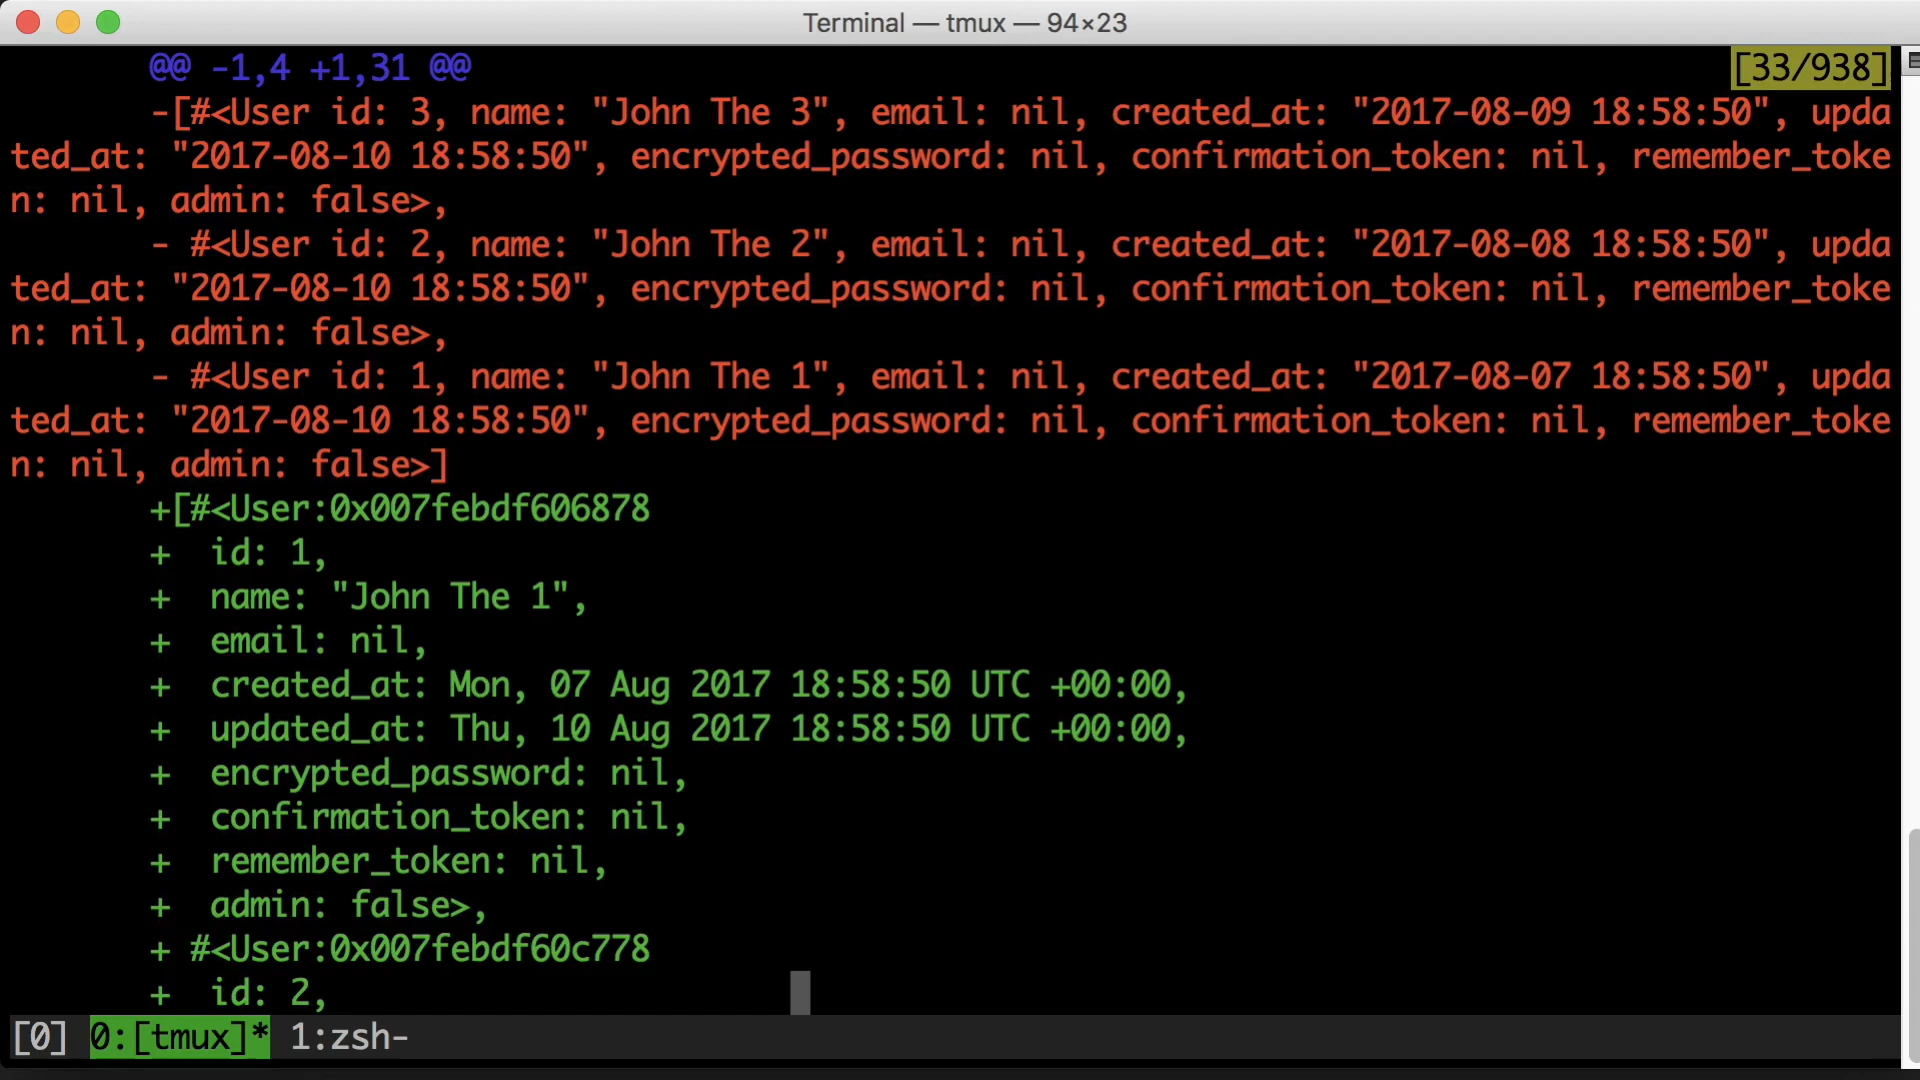 Terminal — tmux — 94×23
@@ -1,4 +1,31 @@ [33/938]
-[#<User id: 3, name: "John The 3", email: nil, created_at: "2017-08-09 18:58:50", upda
ted_at: "2017-08-10 18:58:50", encrypted_password: nil, confirmation_token: nil, remember_toke
n: nil, admin: false>,
- #<User id: 2, name: "John The 2", email: nil, created_at: "2017-08-08 18:58:50", upda
ted_at: "2017-08-10 18:58:50", encrypted_password: nil, confirmation_token: nil, remember_toke
n: nil, admin: false>,
- #<User id: 1, name: "John The 1", email: nil, created_at: "2017-08-07 18:58:50", upda
ted_at: "2017-08-10 18:58:50", encrypted_password: nil, confirmation_token: nil, remember_toke
n: nil, admin: false>]
+[#<User:0x007febdf606878
+  id: 1,
+  name: "John The 1",
+  email: nil,
+  created_at: Mon, 07 Aug 2017 18:58:50 UTC +00:00,
+  updated_at: Thu, 10 Aug 2017 18:58:50 UTC +00:00,
+  encrypted_password: nil,
+  confirmation_token: nil,
+  remember_token: nil,
+  admin: false>,
+ #<User:0x007febdf60c778
+  id: 2,
[0] 0:[tmux]* 1:zsh-